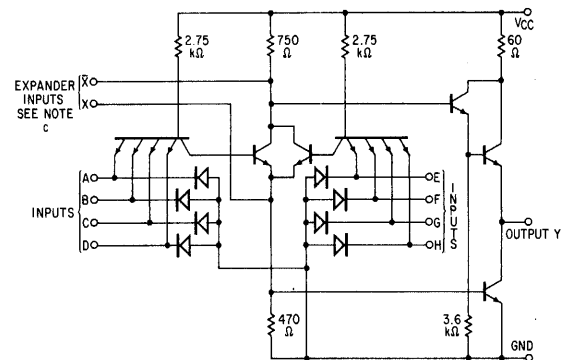 VCC
2.75
kΩ
750
Ω
2.75
kΩ
60
Ω
EXPANDER
INPUTS
SEE NOTE
c
X̅
X
A
B
C
D
INPUTS
E
F
G
H
INPUTS
OUTPUT Y
470
Ω
3.6
kΩ
GND